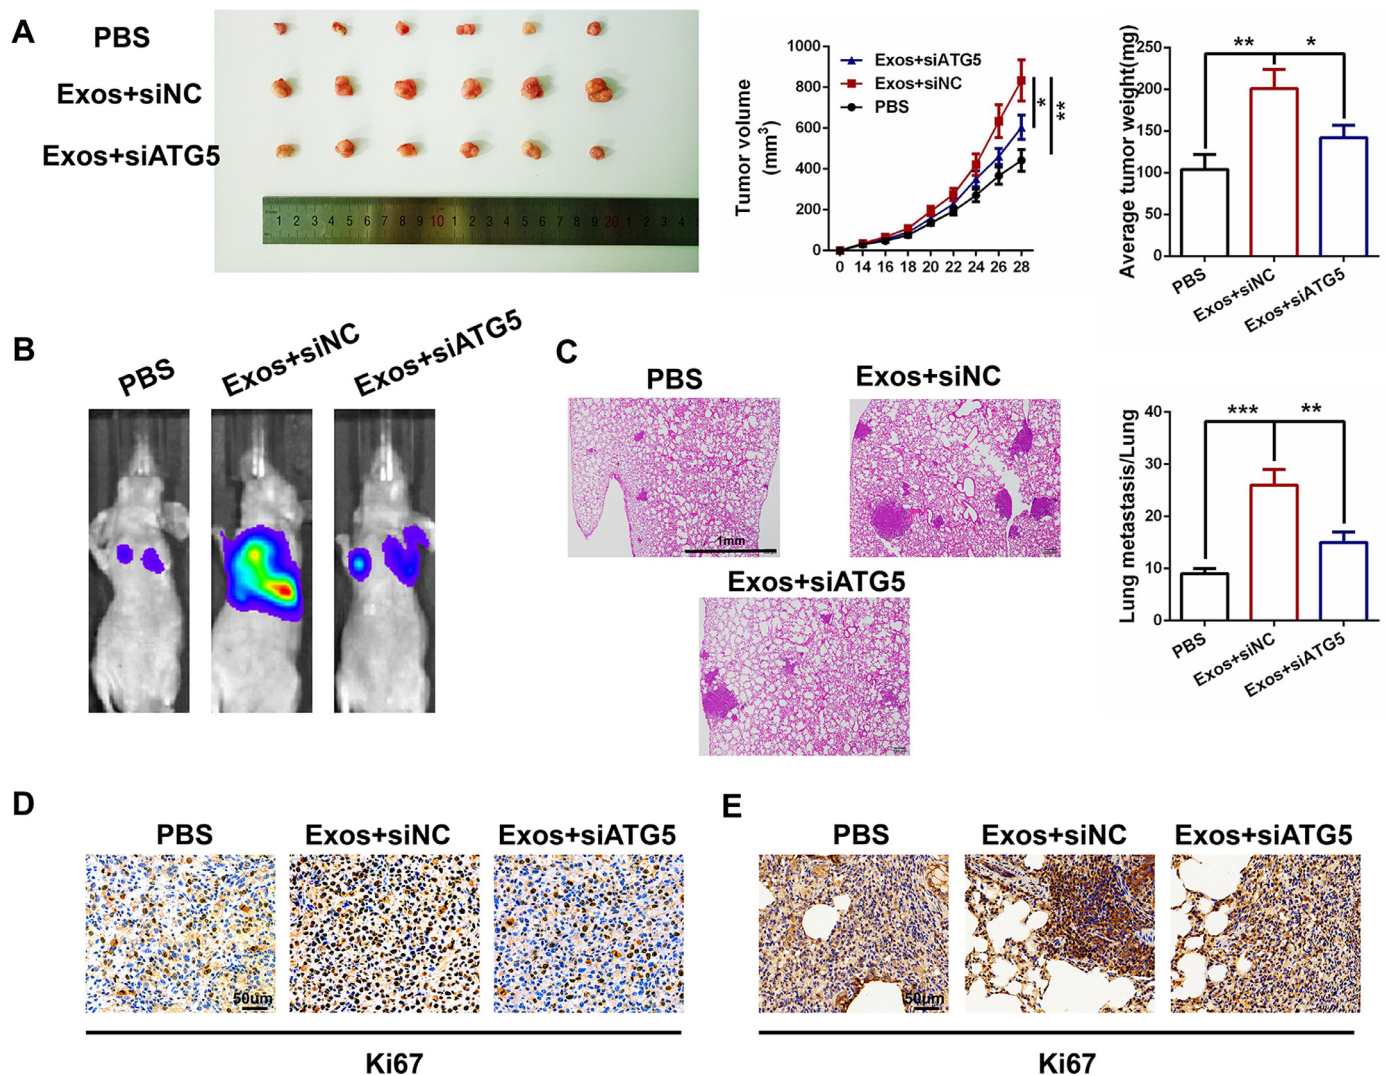 A
PBS
Exos+siNC
Exos+siATG5
1 2 3 4 5 6 7 8 9 10 1 2 3 4 5 6 7 8 9 20 1 2 3 4
Tumor volume
(mm3)
1000
800
600
400
200
0
Exos+siATG5
Exos+siNC
PBS
*
**
0 14 16 18 20 22 24 26 28
Average tumor weight(mg)
250
200
150
100
50
0
** *
PBS
Exos+siNC
Exos+siATG5
B
PBS
Exos+siNC
Exos+siATG5
C
PBS
Exos+siNC
1mm
Exos+siATG5
Lung metastasis/Lung
40
30
20
10
0
*** **
PBS
Exos+siNC
Exos+siATG5
D
PBS
Exos+siNC
Exos+siATG5
50um
Ki67
E
PBS
Exos+siNC
Exos+siATG5
50um
Ki67